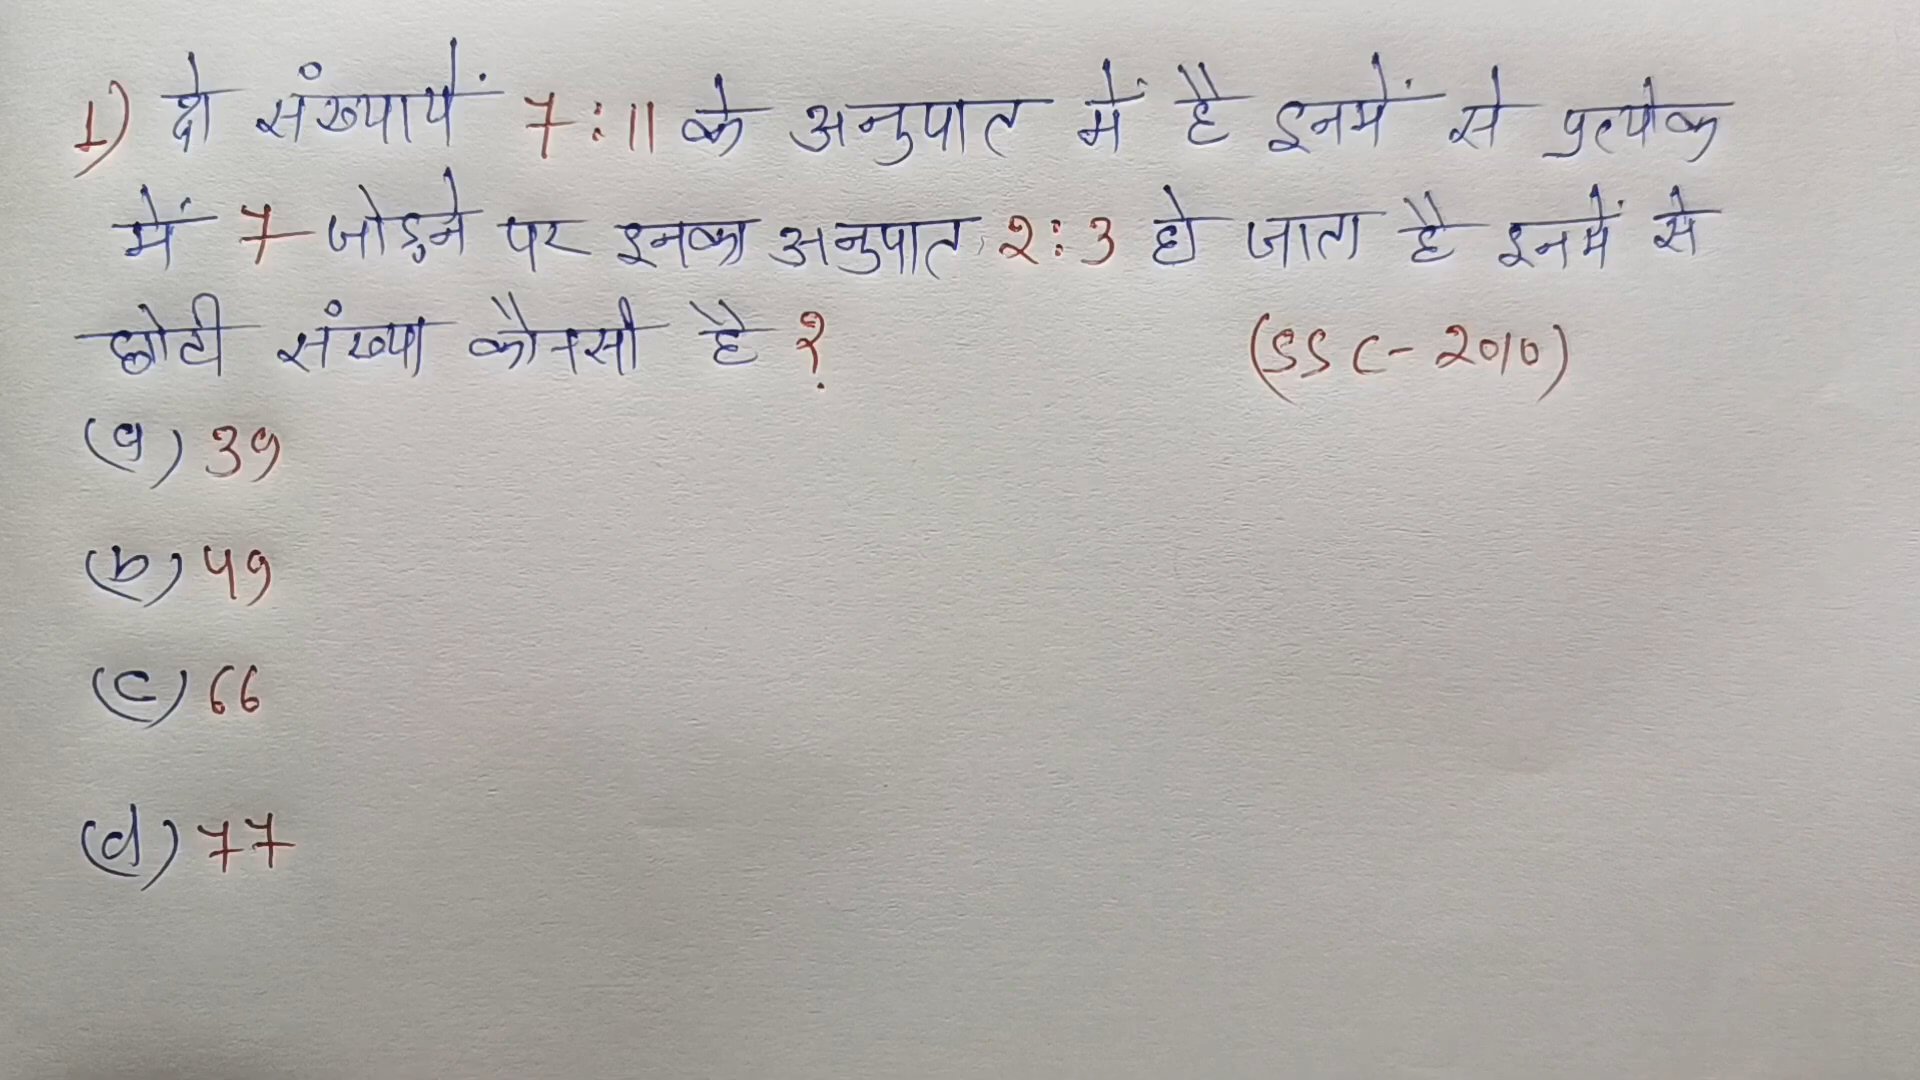 1) दो संख्यायें 7:11 के अनुपात में है इनमें से प्रत्येक
में 7 जोड़ने पर इनका अनुपात 2:3 हो जाता है इनमें से
छोटी संख्या कौनसी है ? (SSC-2010)
(a) 39
(b) 49
(c) 66
(d) 77